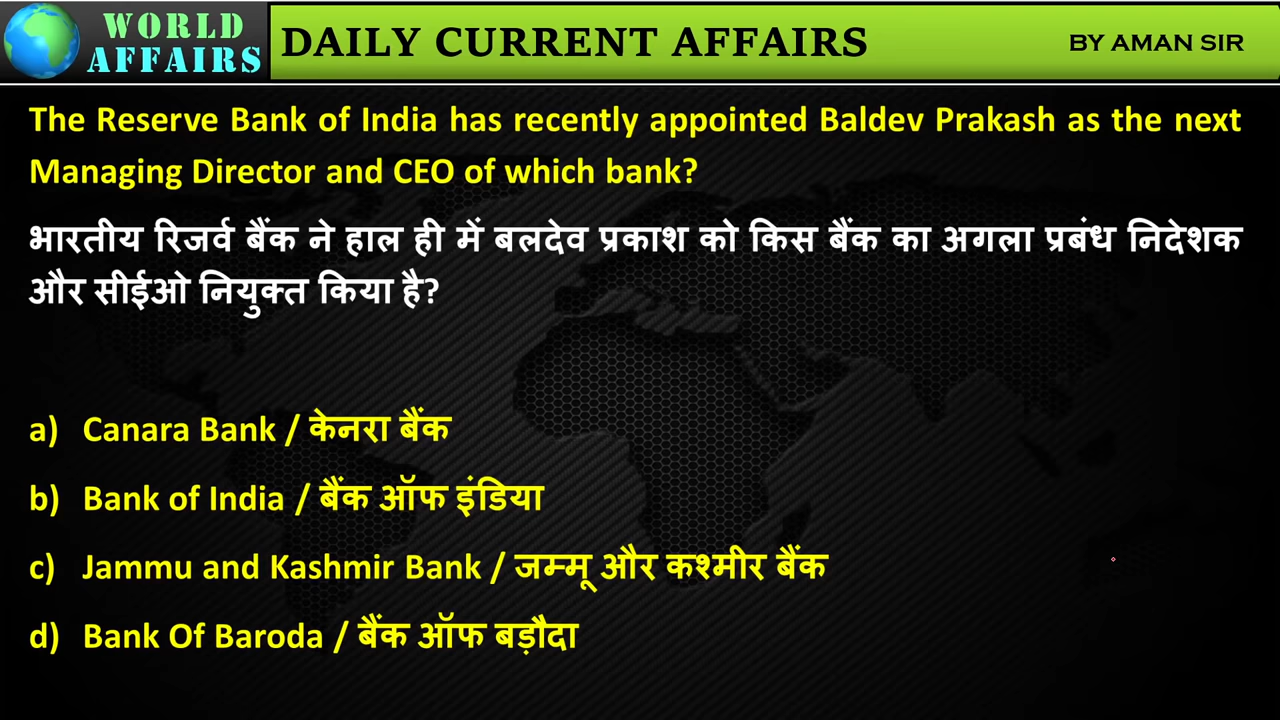 WORLD
AFFAIRS
DAILY CURRENT AFFAIRS
BY AMAN SIR
The Reserve Bank of India has recently appointed Baldev Prakash as the next
Managing Director and CEO of which bank?
भारतीय रिजर्व बैंक ने हाल ही में बलदेव प्रकाश को किस बैंक का अगला प्रबंध निदेशक
और सीईओ नियुक्त किया है?
a) Canara Bank / केनरा बैंक
b) Bank of India / बैंक ऑफ इंडिया
c) Jammu and Kashmir Bank / जम्मू और कश्मीर बैंक
d) Bank Of Baroda / बैंक ऑफ बड़ौदा